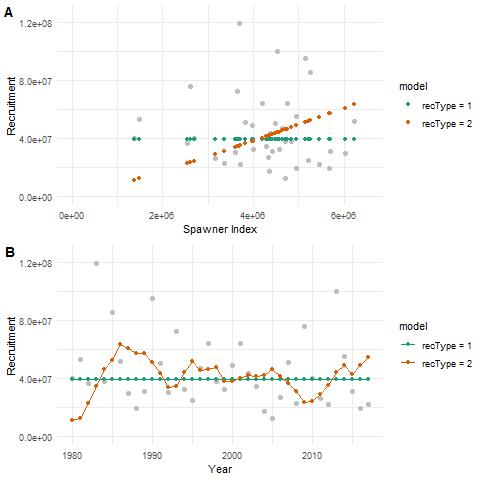 A
Recruitment
1.2e+08
8.0e+07
4.0e+07
0.0e+00
0e+00 2e+06 4e+06 6e+06
Spawner Index
model
recType = 1
recType = 2
B
Recruitment
1.2e+08
8.0e+07
4.0e+07
0.0e+00
1980 1990 2000 2010
Year
model
recType = 1
recType = 2